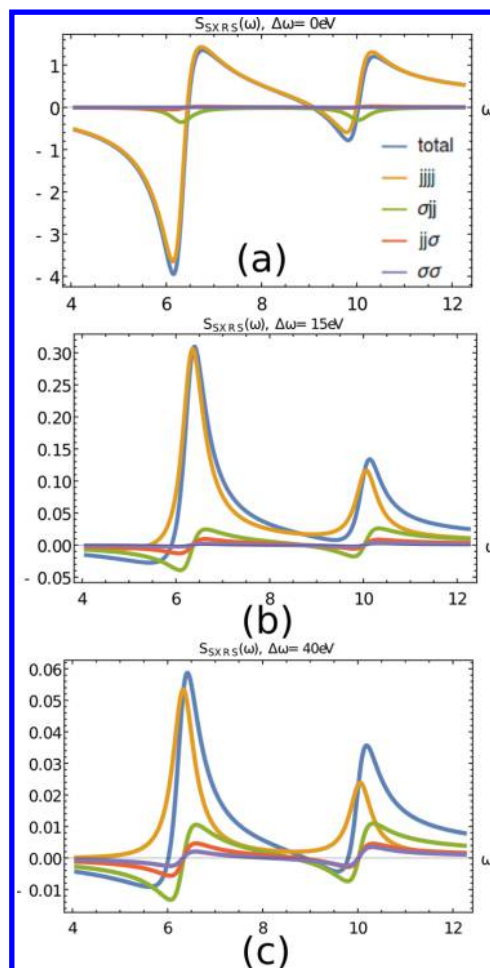 S_SXRS(ω), Δω= 0eV
1
0
- 1
- 2
- 3
- 4
ω
total
jjjj
σjj
jjσ
σσ
(a)
4 6 8 10 12
S_SXRS(ω), Δω= 15eV
0.30
0.25
0.20
0.15
0.10
0.05
0.00
- 0.05
ω
4 6 8 10 12
(b)
S_SXRS(ω), Δω= 40eV
0.06
0.05
0.04
0.03
0.02
0.01
0.00
- 0.01
ω
4 6 8 10 12
(c)